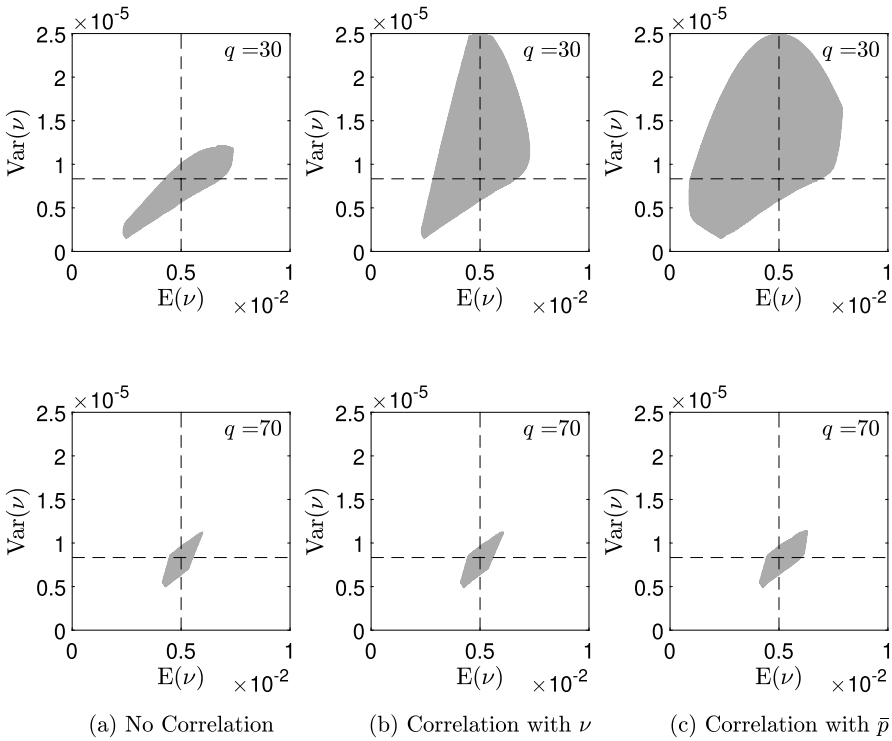 ×10⁻⁵ ×10⁻⁵ ×10⁻⁵
2.5 q =30 2.5 q =30 2.5 q =30
2 2 2
1.5 1.5 1.5
Var(ν) Var(ν) Var(ν)
1 1 1
0.5 0.5 0.5
0 0 0
0 0.5 1 0 0.5 1 0 0.5 1
E(ν) ×10⁻² E(ν) ×10⁻² E(ν) ×10⁻²
×10⁻⁵ ×10⁻⁵ ×10⁻⁵
2.5 q =70 2.5 q =70 2.5 q =70
2 2 2
1.5 1.5 1.5
Var(ν) Var(ν) Var(ν)
1 1 1
0.5 0.5 0.5
0 0 0
0 0.5 1 0 0.5 1 0 0.5 1
E(ν) ×10⁻² E(ν) ×10⁻² E(ν) ×10⁻²
(a) No Correlation (b) Correlation with ν (c) Correlation with p̄